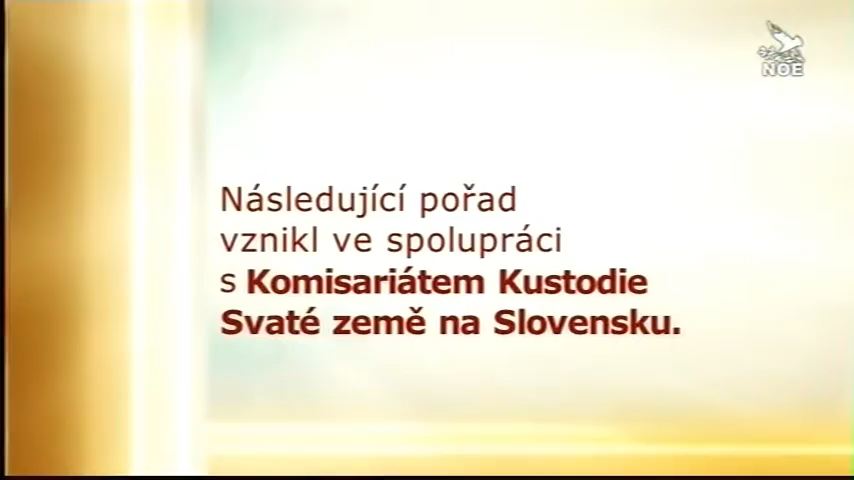 NOE
Následující pořad
vznikl ve spolupráci
s Komisariátem Kustodie
Svaté země na Slovensku.